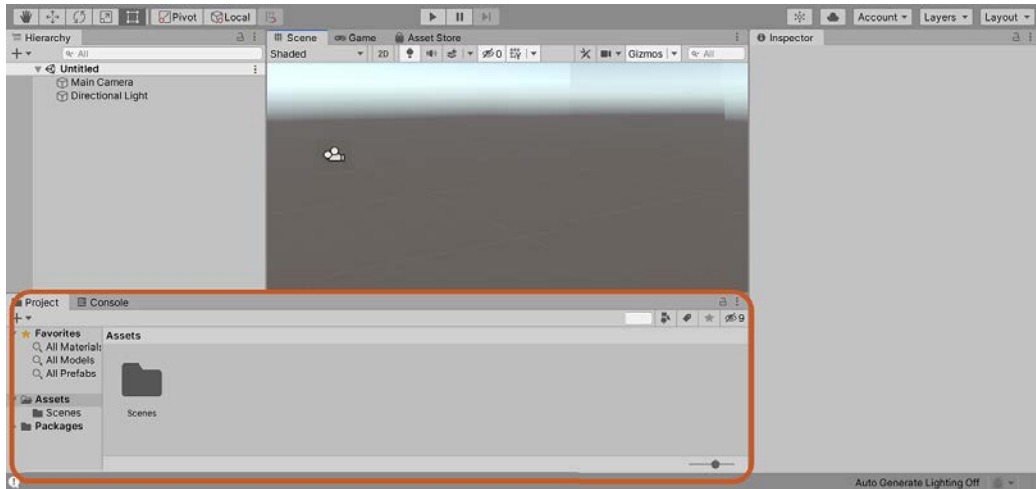 Pivot Local Account Layers Layout
Hierarchy Scene Game Asset Store Inspector
All Shaded 2D 0 Gizmos All
Untitled
Main Camera
Directional Light
Project Console
9
Favorites Assets
All Materials
All Models
All Prefabs
Assets
Scenes Scenes
Packages
Auto Generate Lighting Off